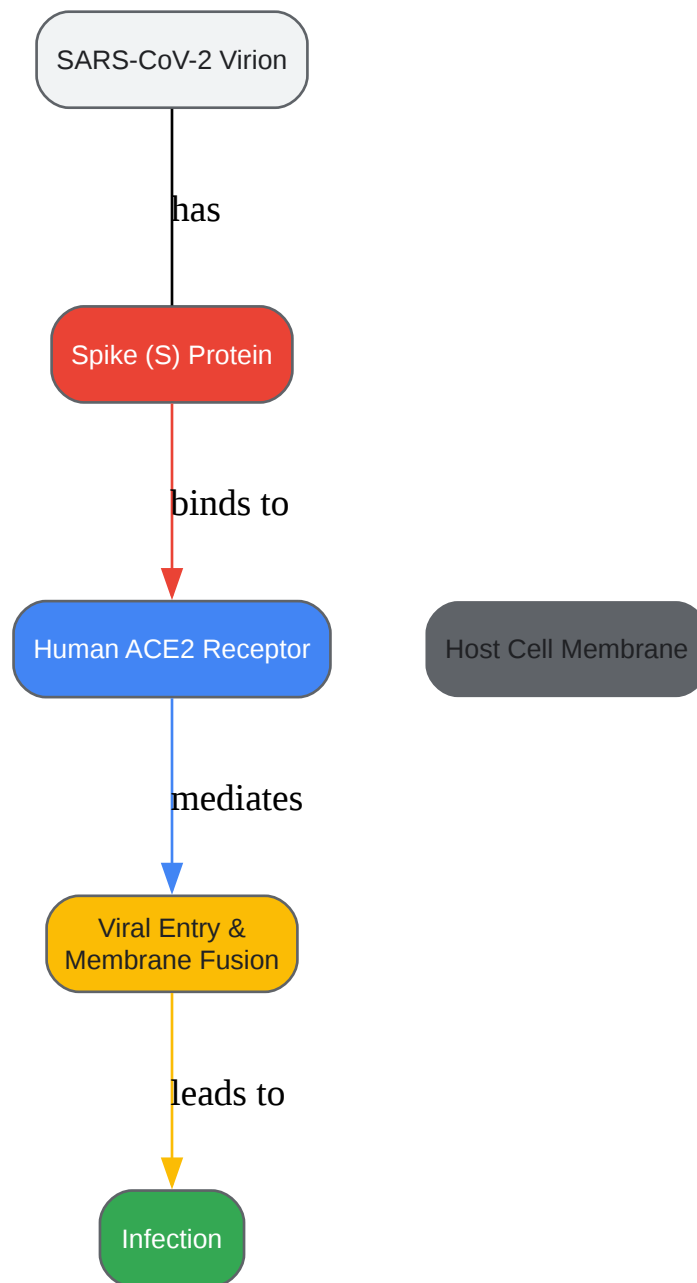 SARS-CoV-2 Virion
has
Spike (S) Protein
binds to
Human ACE2 Receptor
Host Cell Membrane
mediates
Viral Entry &
Membrane Fusion
leads to
Infection